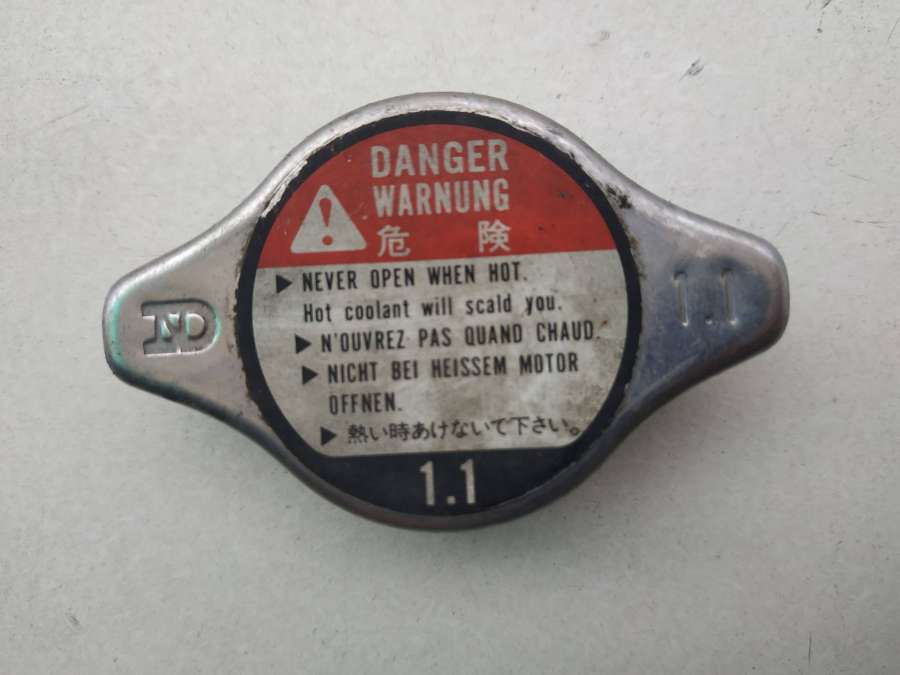 DANGER
WARNUNG
危 険
▶ NEVER OPEN WHEN HOT.
Hot coolant will scald you.
▶ N'OUVREZ PAS QUAND CHAUD.
▶ NICHT BEI HEISSEM MOTOR
OFFNEN.
▶ 熱い時あけないで下さい。
1.1
ND
1.1